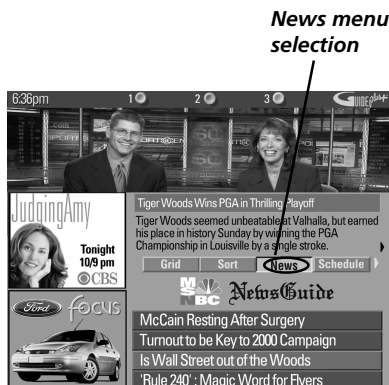 News menu
selection
6:36pm
1
2
3
GUIDE plus+
Tiger Woods Wins PGA in Thrilling Playoff
Tiger Woods seemed unbeatable at Valhalla, but earned
his place in history Sunday by winning the PGA
Championship in Louisville by a single stroke.
Grid
Sort
News
Schedule
JudgingAmy
Tonight
10/9 pm
CBS
MSNBC
NewsGuide
Ford
focus
McCain Resting After Surgery
Turnout to be Key to 2000 Campaign
Is Wall Street out of the Woods
'Rule 240' : Magic Word for Flyers